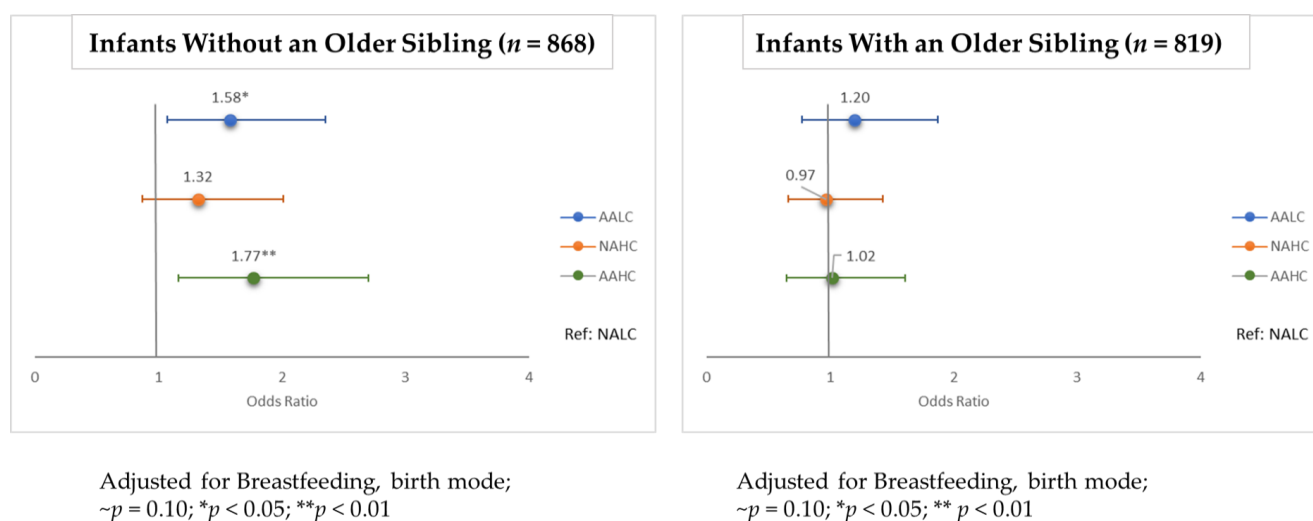 Infants Without an Older Sibling (n = 868)
1.58*
1.32
1.77**
AALC
NAHC
AAHC
Ref: NALC
0 1 2 3 4
Odds Ratio
Adjusted for Breastfeeding, birth mode;
~p = 0.10; *p < 0.05; **p < 0.01
Infants With an Older Sibling (n = 819)
1.20
0.97
1.02
AALC
NAHC
AAHC
Ref: NALC
0 1 2 3 4
Odds Ratio
Adjusted for Breastfeeding, birth mode;
~p = 0.10; *p < 0.05; ** p < 0.01